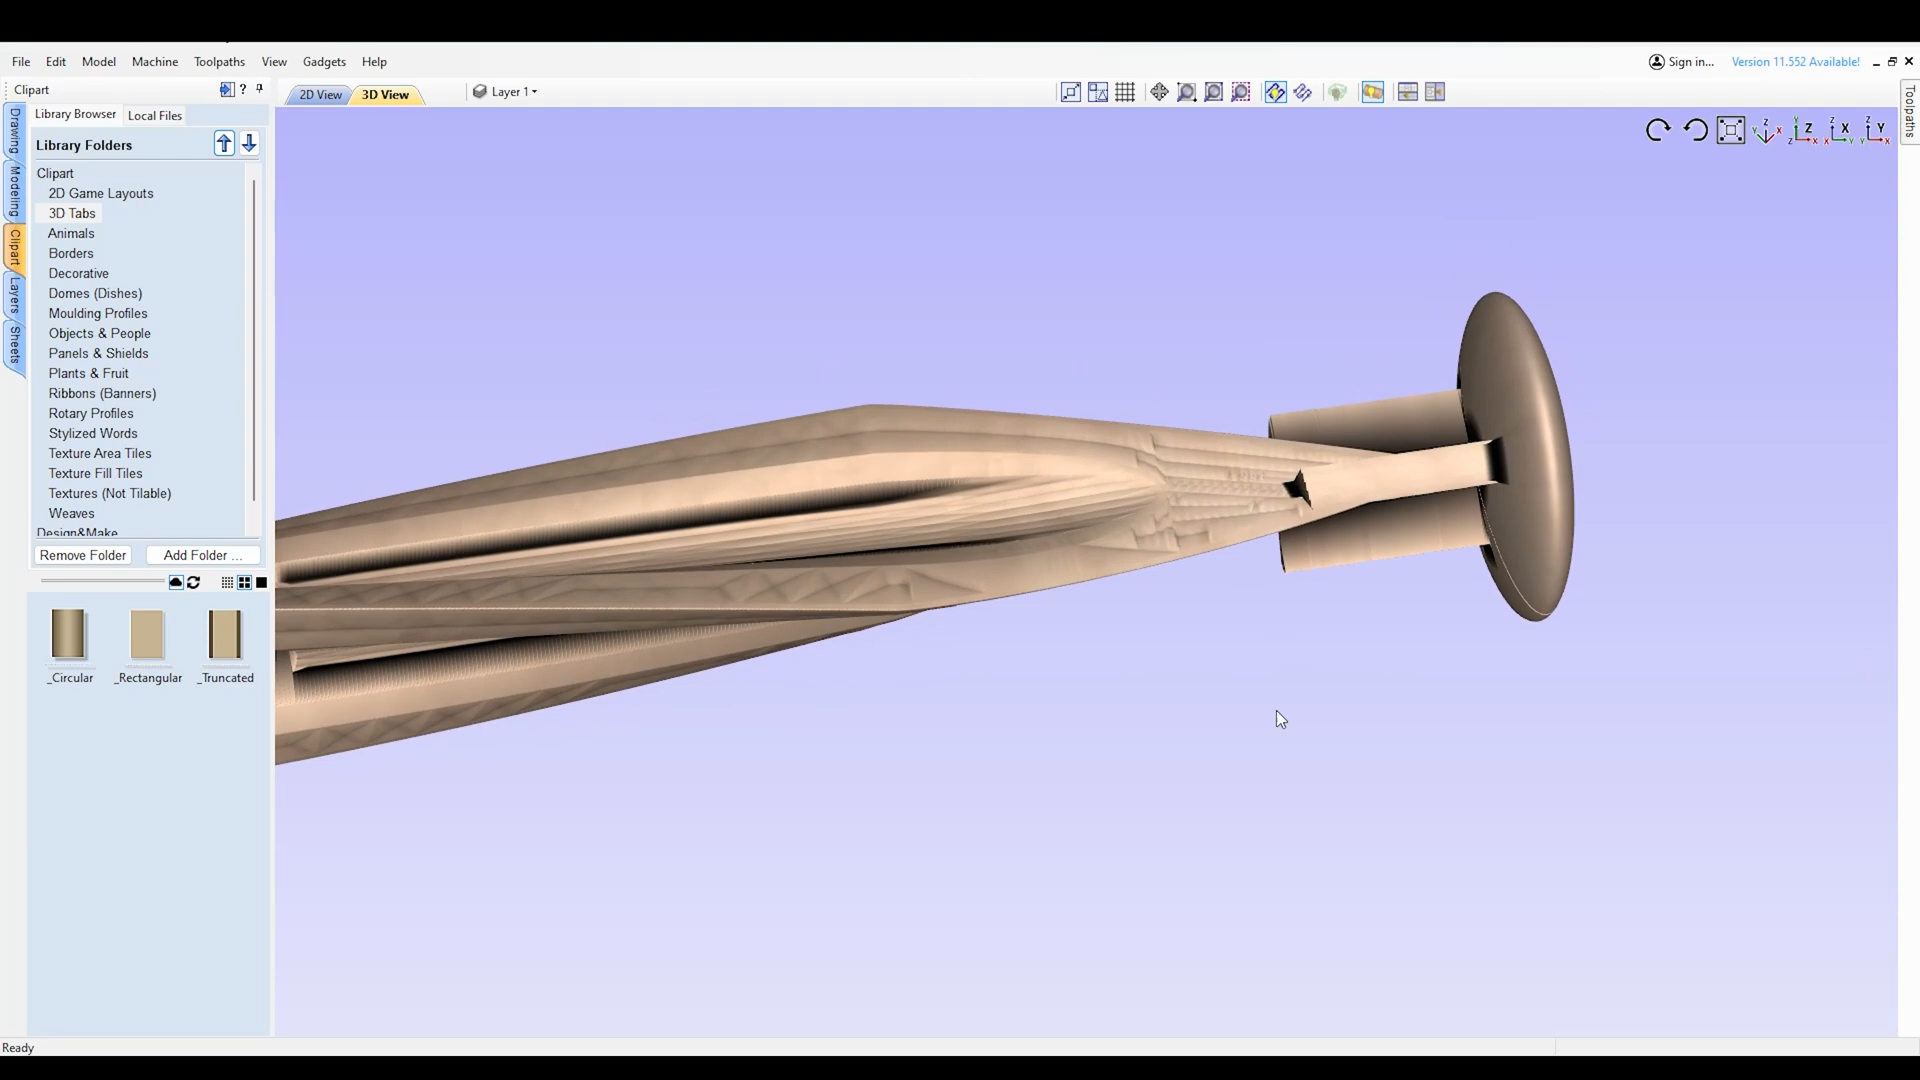 File Edit Model Machine Toolpaths View Gadgets Help
Sign in... Version 11.552 Available!
Clipart ?
2D View 3D View Layer 1
Library Browser Local Files
Library Folders
Clipart
2D Game Layouts
3D Tabs
Animals
Borders
Decorative
Domes (Dishes)
Moulding Profiles
Objects & People
Panels & Shields
Plants & Fruit
Ribbons (Banners)
Rotary Profiles
Stylized Words
Texture Area Tiles
Texture Fill Tiles
Textures (Not Tilable)
Weaves
Design&Make
Remove Folder Add Folder ...
_Circular _Rectangular _Truncated
Drawing
Modeling
Clipart
Layers
Sheets
Toolpaths
Z Y X
Y Z Z X
Z X X Y
Z Y Y X
Ready